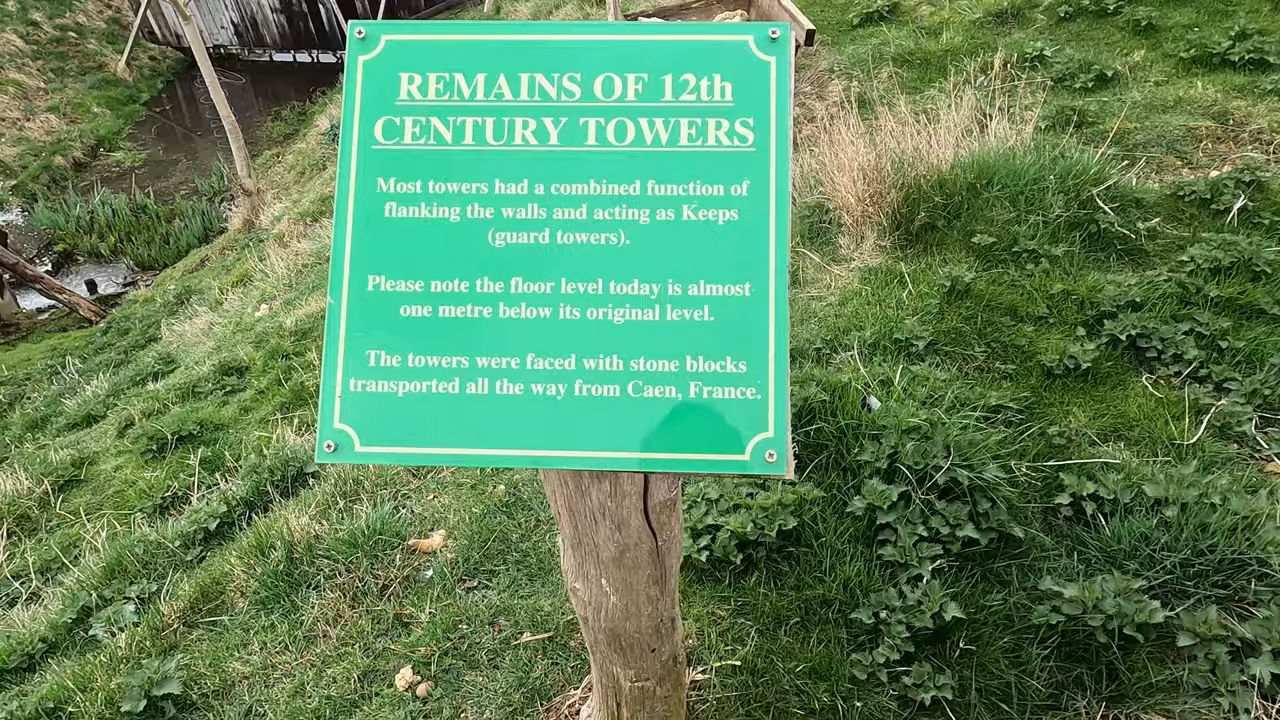 REMAINS OF 12th
CENTURY TOWERS
Most towers had a combined function of
flanking the walls and acting as Keeps
(guard towers).
Please note the floor level today is almost
one metre below its original level.
The towers were faced with stone blocks
transported all the way from Caen, France.